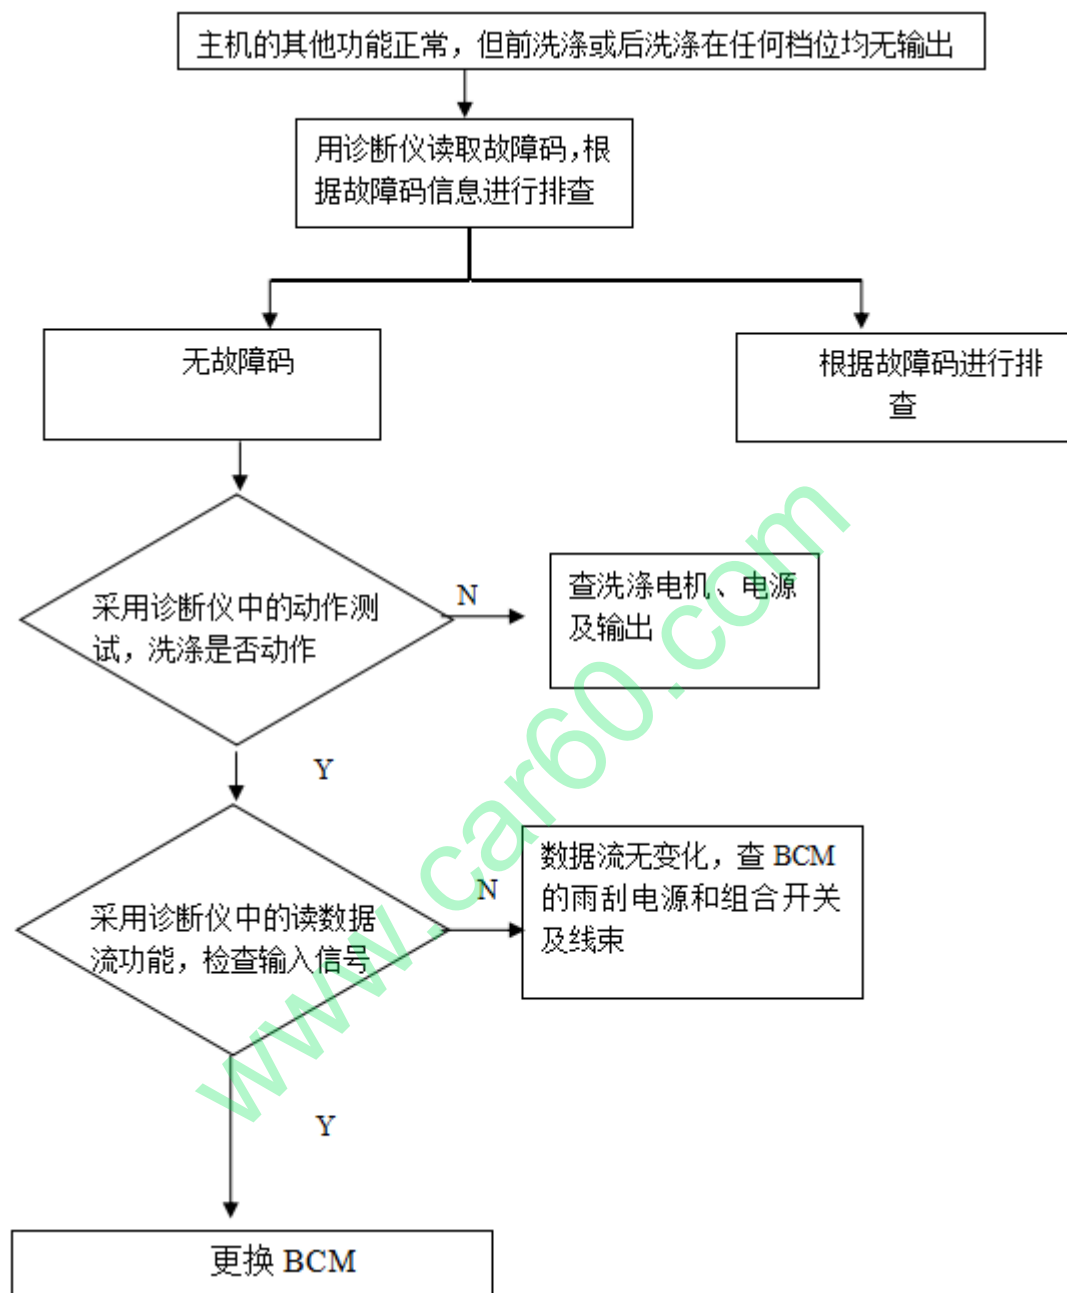 主机的其他功能正常，但前洗涤或后洗涤在任何档位均无输出
用诊断仪读取故障码，根
据故障码信息进行排查
无故障码
根据故障码进行排
查
采用诊断仪中的动作测
试，洗涤是否动作
N
查洗涤电机、电源
及输出
Y
采用诊断仪中的读数据
流功能，检查输入信号
N
数据流无变化，查 BCM
的雨刮电源和组合开关
及线束
Y
更换 BCM
www.car60.com